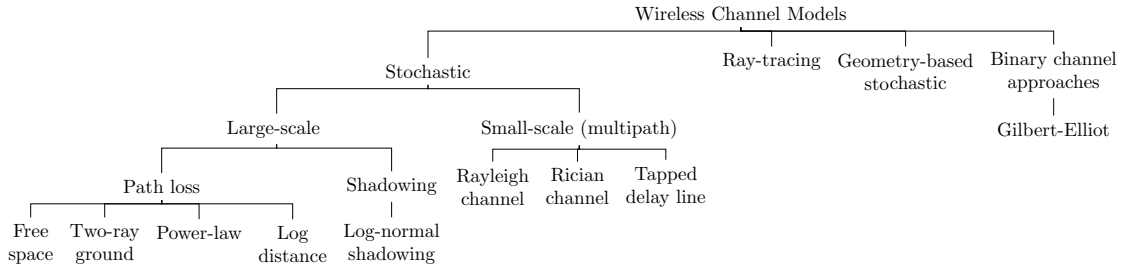 Wireless Channel Models
Stochastic
Ray-tracing
Geometry-based
stochastic
Binary channel
approaches
Large-scale
Small-scale (multipath)
Gilbert-Elliot
Path loss
Shadowing
Rayleigh
channel
Rician
channel
Tapped
delay line
Free
space
Two-ray
ground
Power-law
Log
distance
Log-normal
shadowing